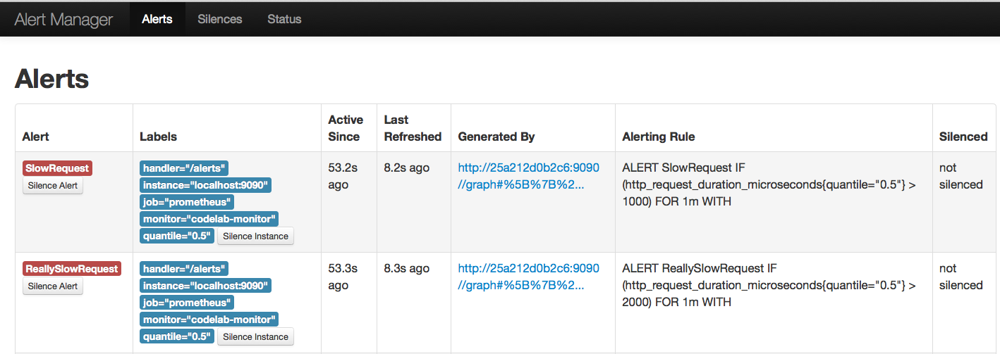 Alert Manager Alerts Silences Status
Alerts
Alert Labels Active Since Last Refreshed Generated By Alerting Rule Silenced
SlowRequest
Silence Alert
handler="/alerts"
instance="localhost:9090"
job="prometheus"
monitor="codelab-monitor"
quantile="0.5" Silence Instance
53.2s
ago
8.2s ago
http://25a212d0b2c6:9090
//graph#%5B%7B%2...
ALERT SlowRequest IF
(http_request_duration_microseconds{quantile="0.5"} >
1000) FOR 1m WITH
not
silenced
ReallySlowRequest
Silence Alert
handler="/alerts"
instance="localhost:9090"
job="prometheus"
monitor="codelab-monitor"
quantile="0.5" Silence Instance
53.3s
ago
8.3s ago
http://25a212d0b2c6:9090
//graph#%5B%7B%2...
ALERT ReallySlowRequest IF
(http_request_duration_microseconds{quantile="0.5"} >
2000) FOR 1m WITH
not
silenced